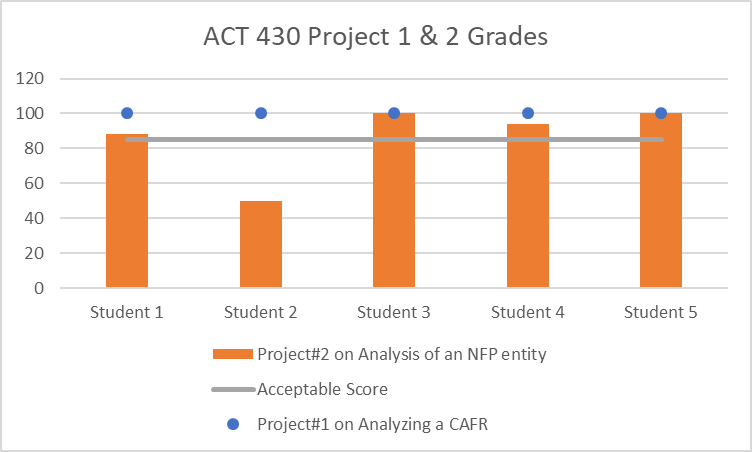 ACT 430 Project 1 & 2 Grades
120
100
80
60
40
20
0
Student 1 Student 2 Student 3 Student 4 Student 5
Project#2 on Analysis of an NFP entity
Acceptable Score
Project#1 on Analyzing a CAFR